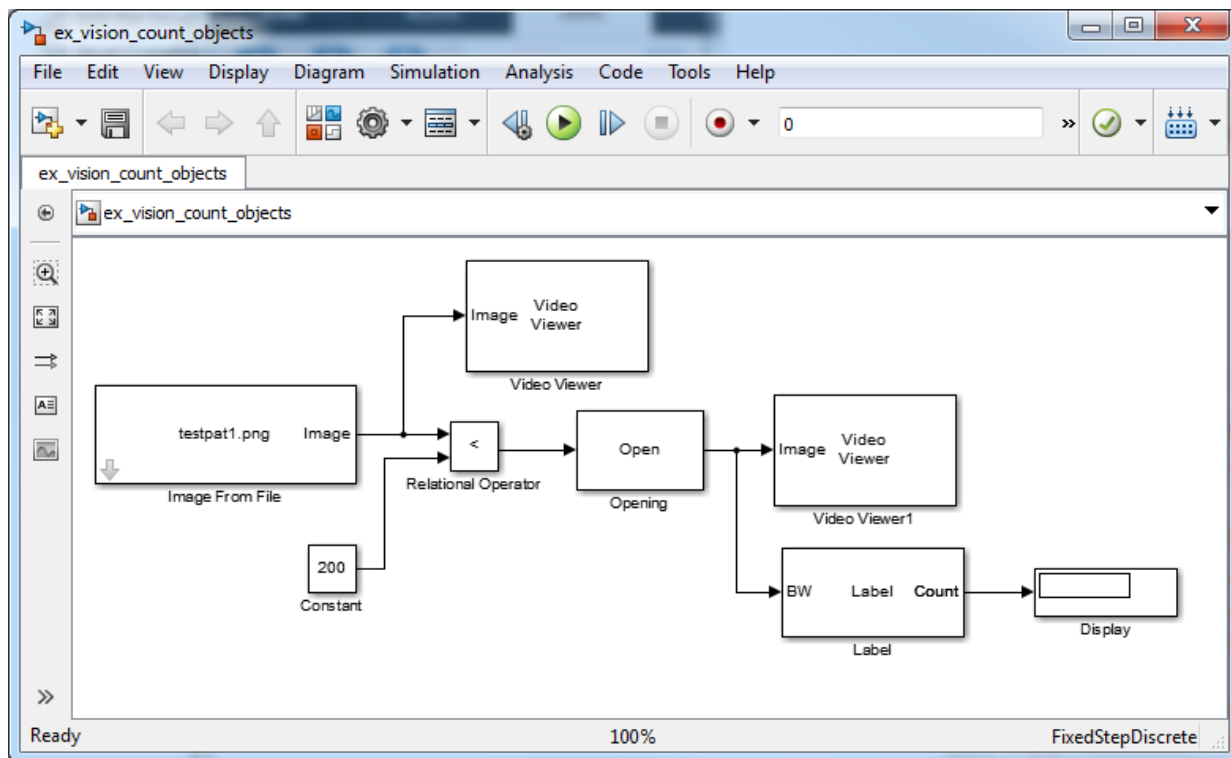 ex_vision_count_objects
File Edit View Display Diagram Simulation Analysis Code Tools Help
0
»
ex_vision_count_objects
ex_vision_count_objects
Image Video
Viewer
Video Viewer
testpat1.png Image
Image From File
<
Relational Operator
Open
Opening
Image Video
Viewer
Video Viewer1
200
Constant
BW Label Count
Label
Display
A
»
Ready 100% FixedStepDiscrete